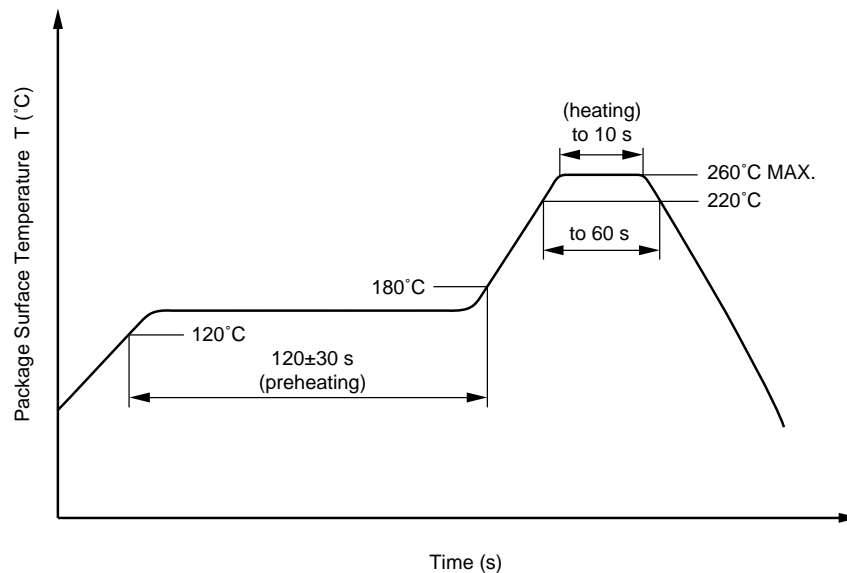 Package Surface Temperature T (˚C)
(heating)
to 10 s
260˚C MAX.
220˚C
to 60 s
180˚C
120˚C
120±30 s
(preheating)
Time (s)